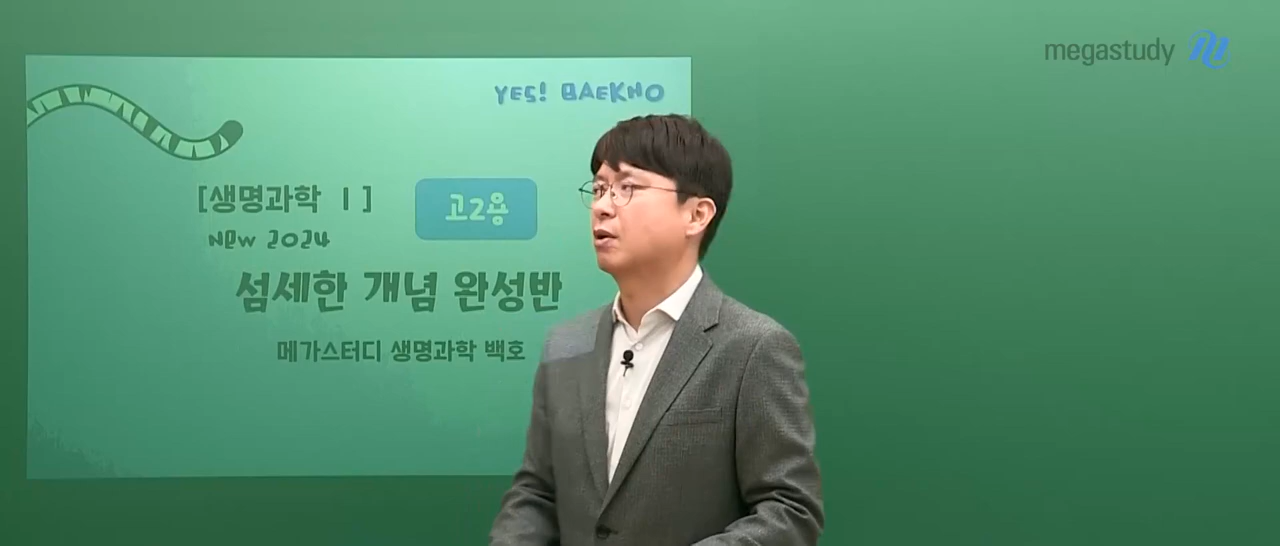 megastudy
YES! BAEKHO
[생명과학 Ⅰ]
고2용
New 2024
섬세한 개념 완성반
메가스터디 생명과학 백호